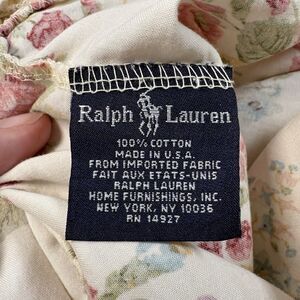 Ralph Lauren
100% COTTON
MADE IN U.S.A.
FROM IMPORTED FABRIC
FAIT AUX ETATS-UNIS
RALPH LAUREN
HOME FURNISHINGS, INC.
NEW YORK, NY 10036
RN 14927